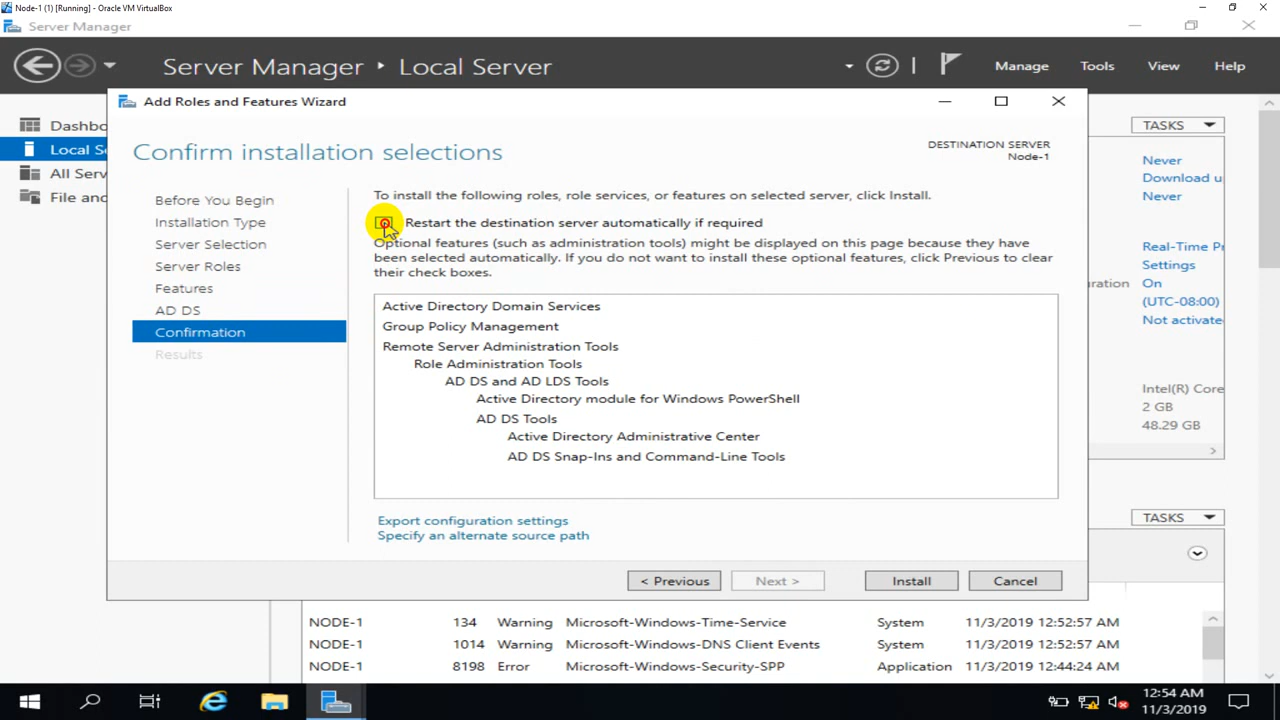 Node-1 (1) [Running] - Oracle VM VirtualBox
Server Manager
Server Manager ‣ Local Server
Manage Tools View Help
Add Roles and Features Wizard
Confirm installation selections
DESTINATION SERVER
Node-1
Before You Begin
Installation Type
Server Selection
Server Roles
Features
AD DS
Confirmation
Results
To install the following roles, role services, or features on selected server, click Install.
Restart the destination server automatically if required
Optional features (such as administration tools) might be displayed on this page because they have
been selected automatically. If you do not want to install these optional features, click Previous to clear
their check boxes.
Active Directory Domain Services
Group Policy Management
Remote Server Administration Tools
Role Administration Tools
AD DS and AD LDS Tools
Active Directory module for Windows PowerShell
AD DS Tools
Active Directory Administrative Center
AD DS Snap-Ins and Command-Line Tools
Export configuration settings
Specify an alternate source path
< Previous
Next >
Install
Cancel
Dashbo
Local Se
All Serv
File and
TASKS
Never
Download u
Never
Real-Time Pr
Settings
uration On
(UTC-08:00)
Not activate
Intel(R) Core
2 GB
48.29 GB
TASKS
NODE-1 134 Warning Microsoft-Windows-Time-Service System 11/3/2019 12:52:57 AM
NODE-1 1014 Warning Microsoft-Windows-DNS Client Events System 11/3/2019 12:52:57 AM
NODE-1 8198 Error Microsoft-Windows-Security-SPP Application 11/3/2019 12:44:24 AM
12:54 AM
11/3/2019